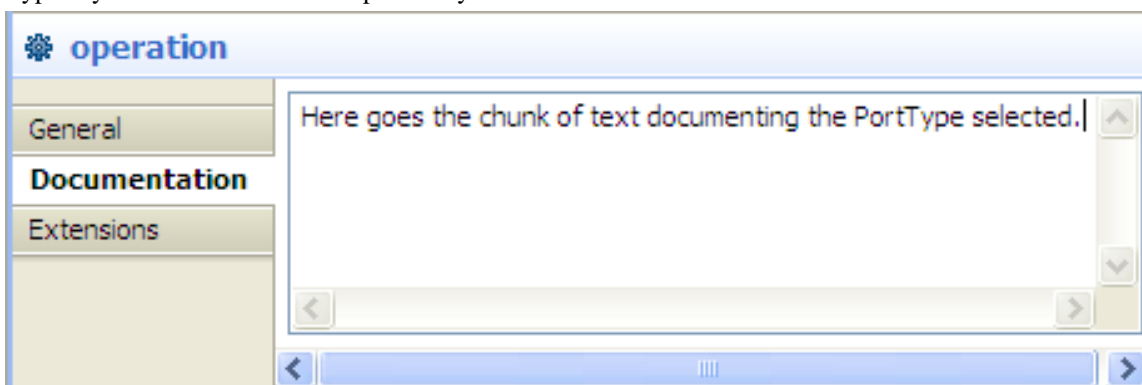 operation
General
Documentation
Extensions
Here goes the chunk of text documenting the PortType selected.